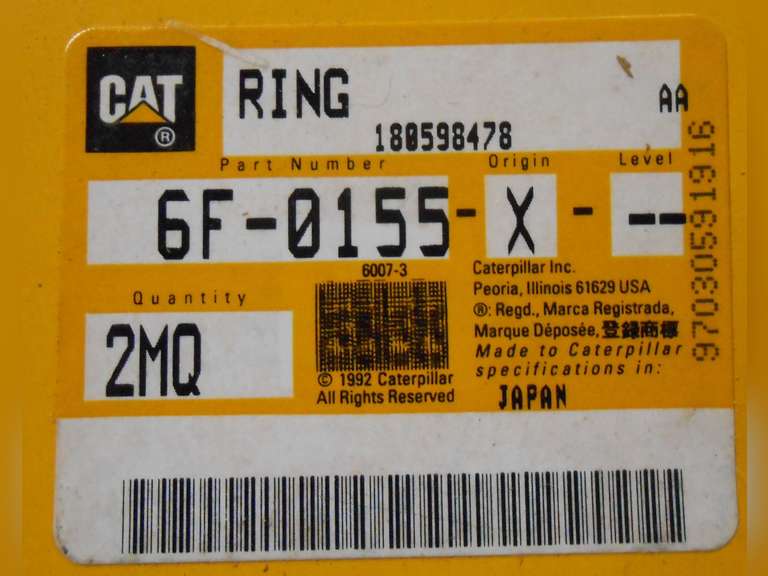 CAT ®
RING
AA
180598478
Part Number
Origin
Level
6F-0155-X---
Quantity
2MQ
6007-3
© 1992 Caterpillar
All Rights Reserved
Caterpillar Inc.
Peoria, Illinois 61629 USA
®: Regd., Marca Registrada,
Marque Déposée, 登録商標
Made to Caterpillar
specifications in:
JAPAN
9703059 1916